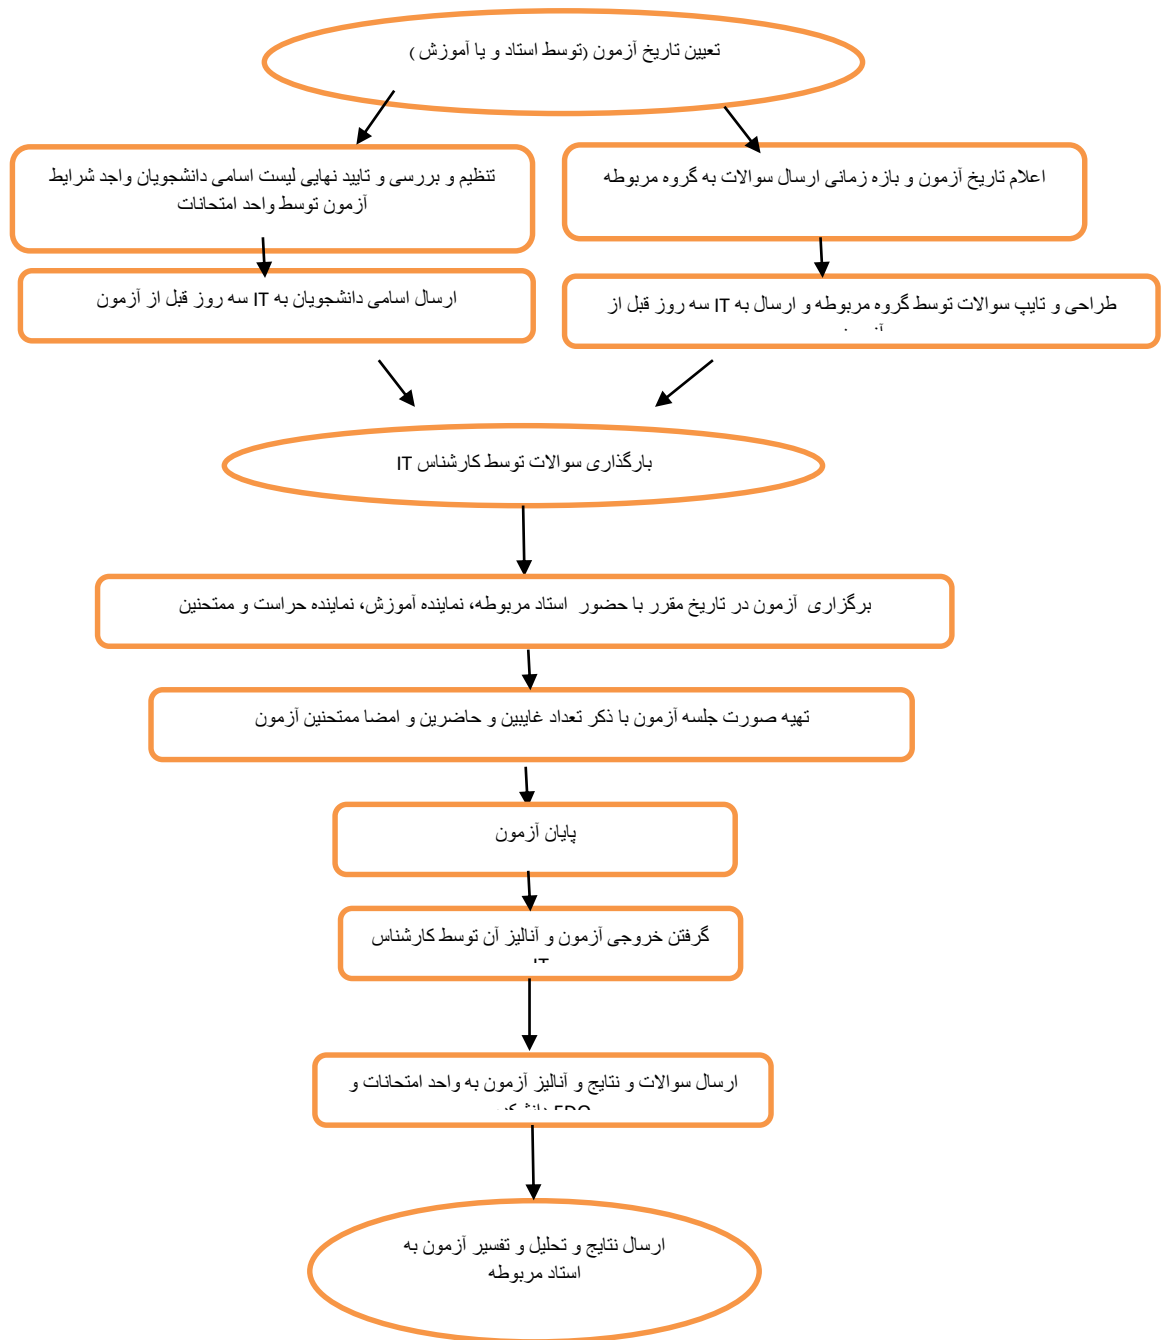 تعیین تاریخ آزمون (توسط استاد و یا آموزش )
اعلام تاریخ آزمون و بازه زمانی ارسال سوالات به گروه مربوطه
تنظیم و بررسی و تایید نهایی لیست اسامی دانشجویان واجد شرایط
آزمون توسط واحد امتحانات
طراحی و تایپ سوالات توسط گروه مربوطه و ارسال به IT سه روز قبل از
ارسال اسامی دانشجویان به IT سه روز قبل از آزمون
بارگذاری سوالات توسط کارشناس IT
برگزاری آزمون در تاریخ مقرر با حضور استاد مربوطه، نماینده آموزش، نماینده حراست و ممتحنین
تهیه صورت جلسه آزمون با ذکر تعداد غایبین و حاضرین و امضا ممتحنین آزمون
پایان آزمون
گرفتن خروجی آزمون و آنالیز آن توسط کارشناس
ارسال سوالات و نتایج و آنالیز آزمون به واحد امتحانات و
ارسال نتایج و تحلیل و تفسیر آزمون به
استاد مربوطه